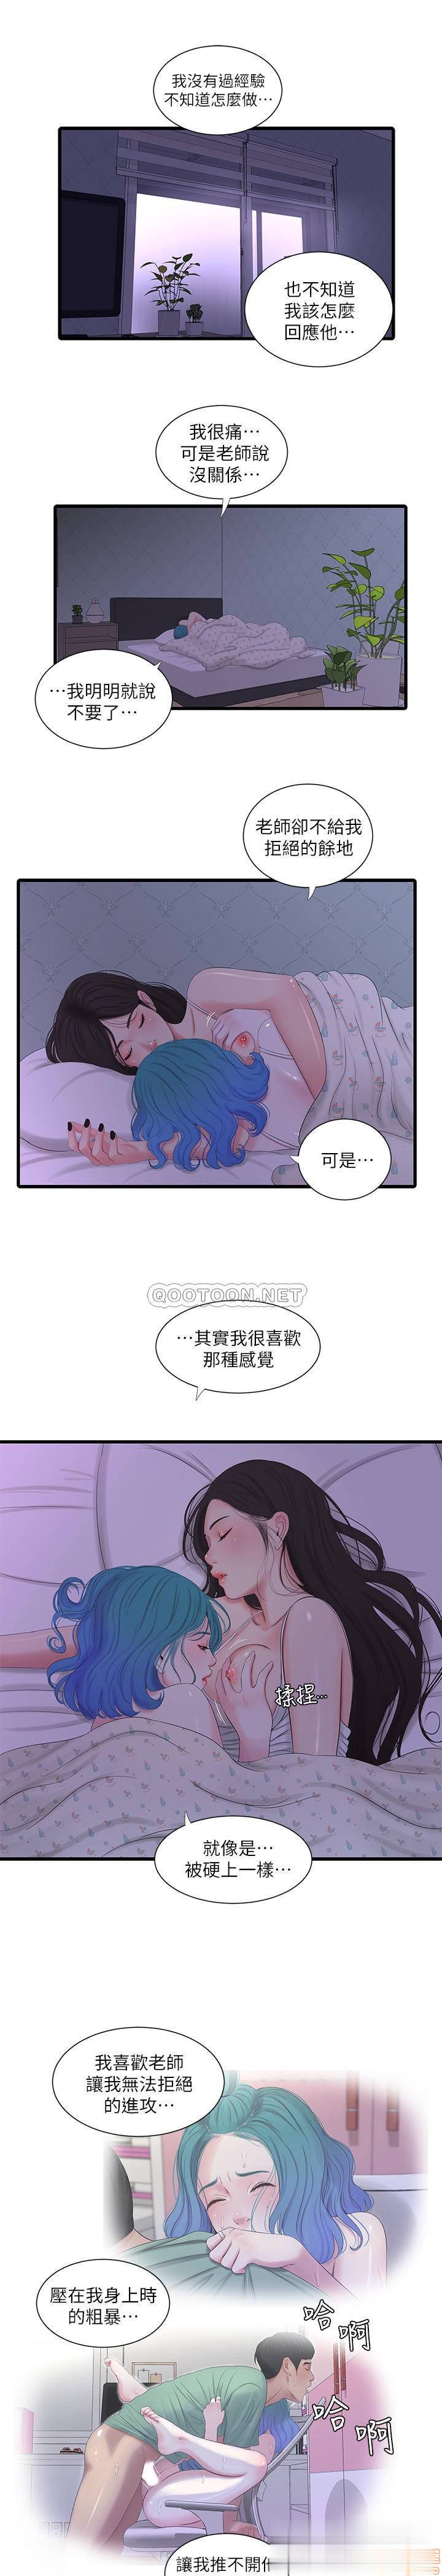 我沒有過經驗
不知道怎麼做…
也不知道
我該怎麼
回應他…
我很痛…
可是老師說
沒關係…
…我明明就說
不要了…
老師卻不給我
拒絕的餘地
可是…
QOOTOON.NET
…其實我很喜歡
那種感覺
揉捏…
就像是…
被硬上一樣…
我喜歡老師
讓我無法拒絕
的進攻…
壓在我身上時
的粗暴…
哈
啊
哈
啊
讓我推不開他